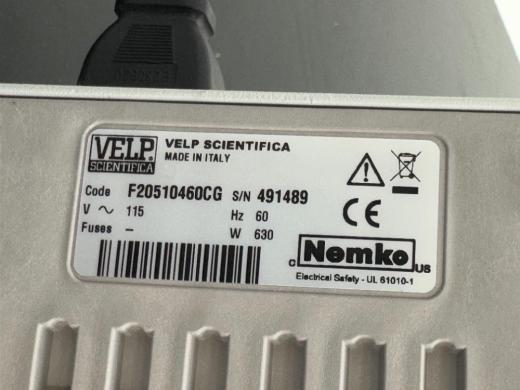 VELP.
SCIENTIFICA
VELP SCIENTIFICA
MADE IN ITALY
Code F20510460CG S/N 491489
V ~ 115 Hz 60
Fuses – W 630
CE
c Nemko US
Electrical Safety - UL 61010-1